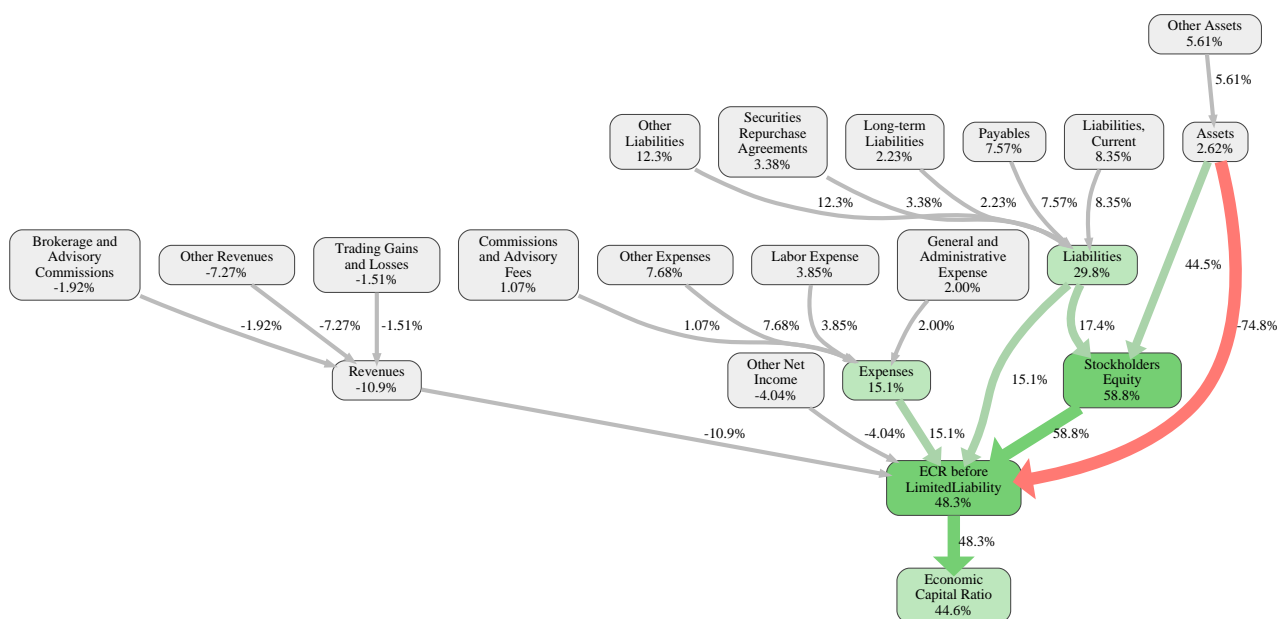 Other Assets
5.61%
5.61%
Other
Liabilities
12.3%
Securities
Repurchase
Agreements
3.38%
Long-term
Liabilities
2.23%
Payables
7.57%
Liabilities,
Current
8.35%
Assets
2.62%
12.3%
3.38%
2.23%
7.57%
8.35%
Brokerage and
Advisory
Commissions
-1.92%
Other Revenues
-7.27%
Trading Gains
and Losses
-1.51%
Commissions
and Advisory
Fees
1.07%
Other Expenses
7.68%
Labor Expense
3.85%
General and
Administrative
Expense
2.00%
Liabilities
29.8%
44.5%
-1.92%
-7.27%
-1.51%
1.07%
7.68%
3.85%
2.00%
17.4%
-74.8%
Revenues
-10.9%
Other Net
Income
-4.04%
Expenses
15.1%
15.1%
Stockholders
Equity
58.8%
-10.9%
-4.04%
15.1%
58.8%
ECR before
LimitedLiability
48.3%
48.3%
Economic
Capital Ratio
44.6%